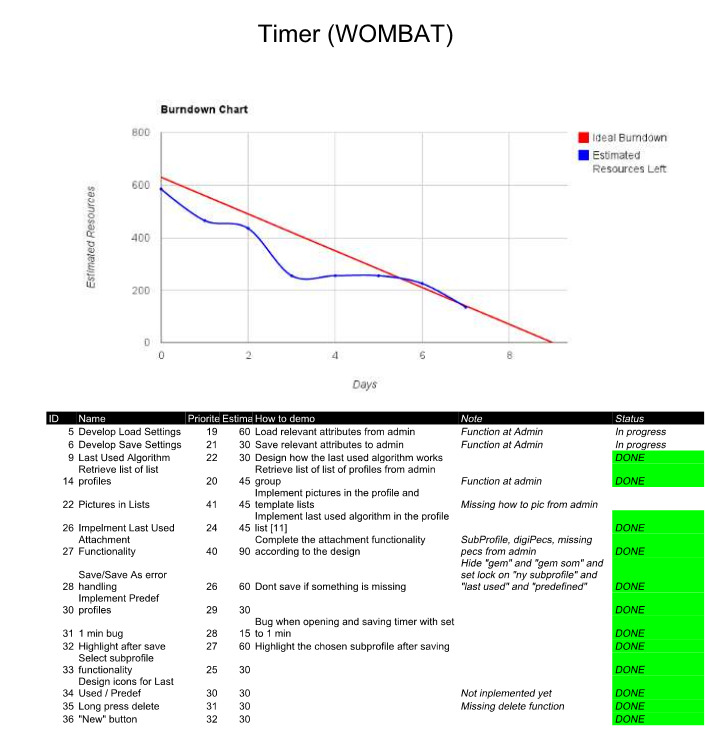 Timer (WOMBAT)
Burndown Chart
800
600
400
200
0
Estimated Resources
0 2 4 6 8
Days
Ideal Burndown
Estimated
Resources Left
ID Name Priorite Estima How to demo Note Status
5 Develop Load Settings 19 60 Load relevant attributes from admin Function at Admin In progress
6 Develop Save Settings 21 30 Save relevant attributes to admin Function at Admin In progress
9 Last Used Algorithm 22 30 Design how the last used algorithm works DONE
Retrieve list of list Retrieve list of list of profiles from admin
14 profiles 20 45 group Function at admin DONE
Implement pictures in the profile and
22 Pictures in Lists 41 45 template lists Missing how to pic from admin
Implement last used algorithm in the profile
26 Impelment Last Used 24 45 list [11] DONE
Attachment Complete the attachment functionality SubProfile, digiPecs, missing
27 Functionality 40 90 according to the design pecs from admin DONE
Hide "gem" and "gem som" and
Save/Save As error set lock on "ny subprofile" and
28 handling 26 60 Dont save if something is missing "last used" and "predefined" DONE
Implement Predef
30 profiles 29 30 DONE
Bug when opening and saving timer with set
31 1 min bug 28 15 to 1 min DONE
32 Highlight after save 27 60 Highlight the chosen subprofile after saving DONE
Select subprofile
33 functionality 25 30 DONE
Design icons for Last
34 Used / Predef 30 30 Not inplemented yet DONE
35 Long press delete 31 30 Missing delete function DONE
36 "New" button 32 30 DONE